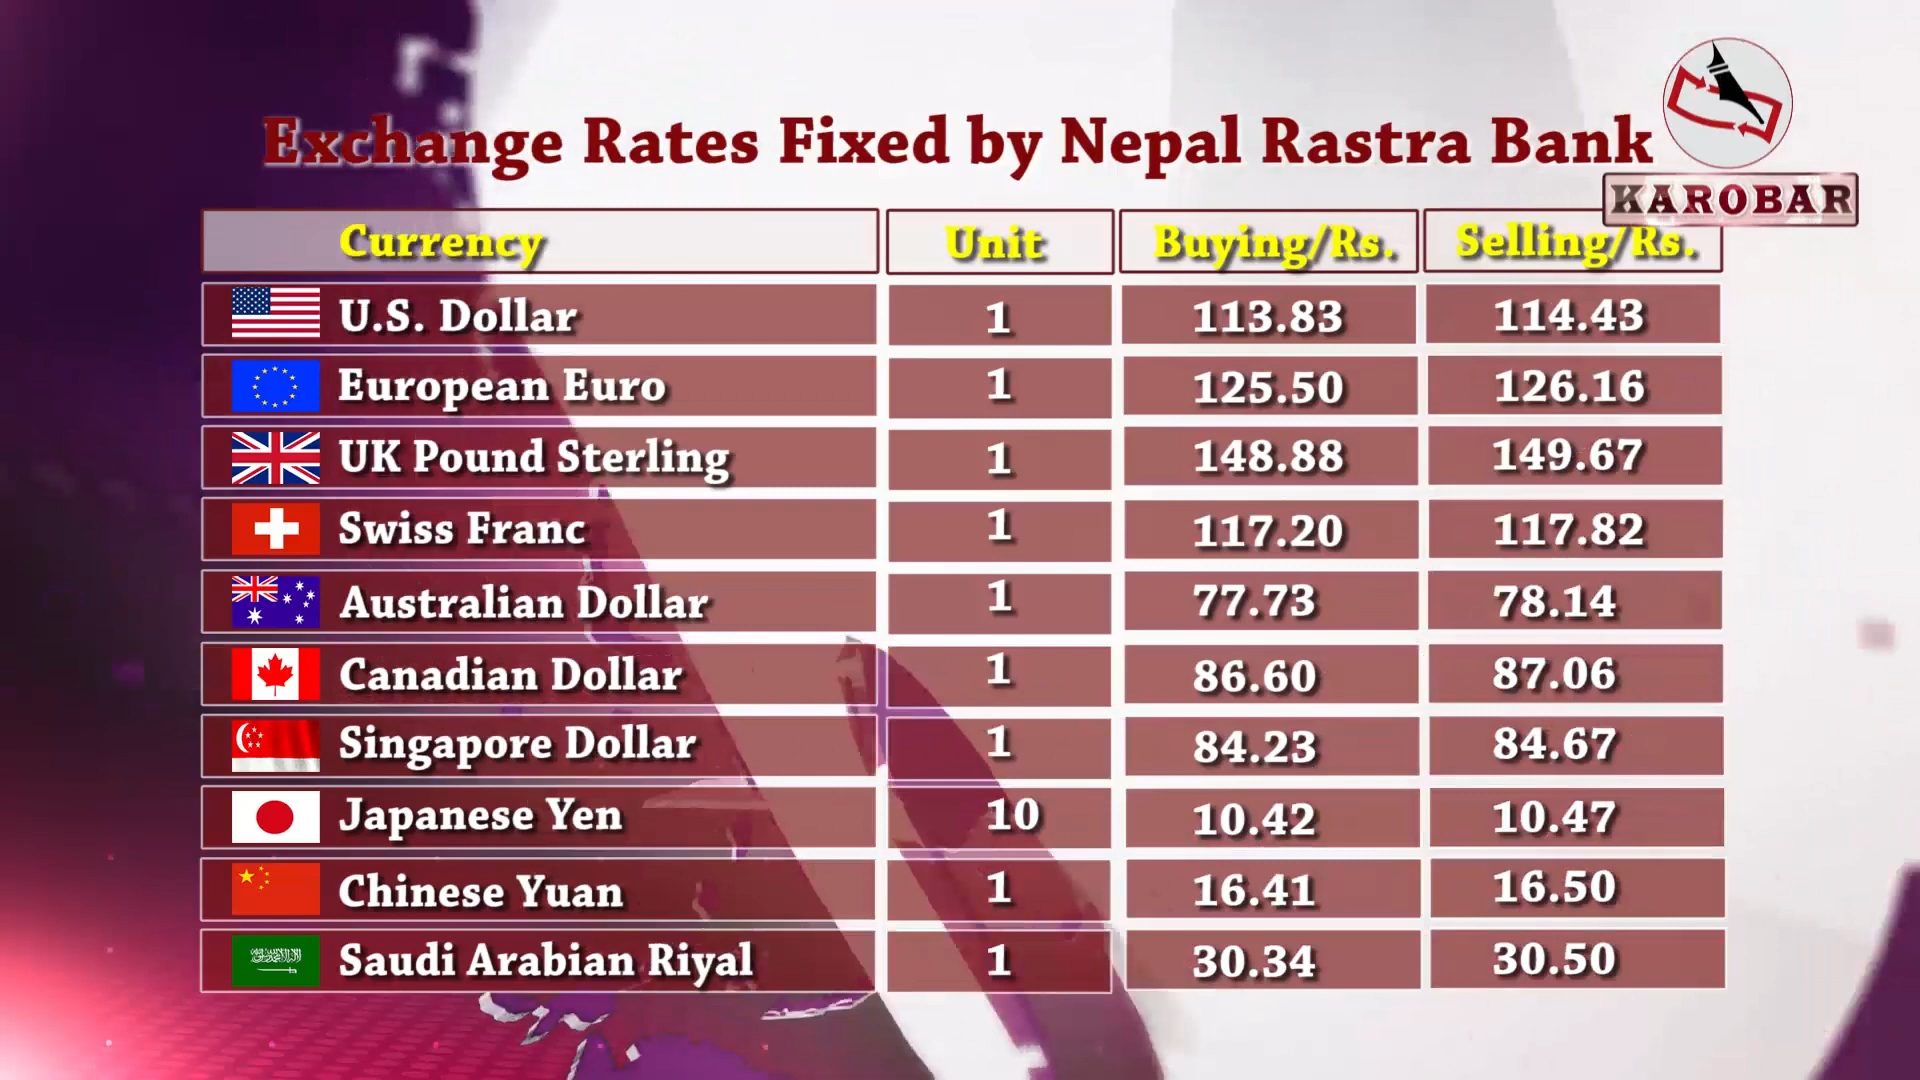 Exchange Rates Fixed by Nepal Rastra Bank
KAROBAR
Currency Unit Buying/Rs. Selling/Rs.
U.S. Dollar 1 113.83 114.43
European Euro 1 125.50 126.16
UK Pound Sterling 1 148.88 149.67
Swiss Franc 1 117.20 117.82
Australian Dollar 1 77.73 78.14
Canadian Dollar 1 86.60 87.06
Singapore Dollar 1 84.23 84.67
Japanese Yen 10 10.42 10.47
Chinese Yuan 1 16.41 16.50
Saudi Arabian Riyal 1 30.34 30.50